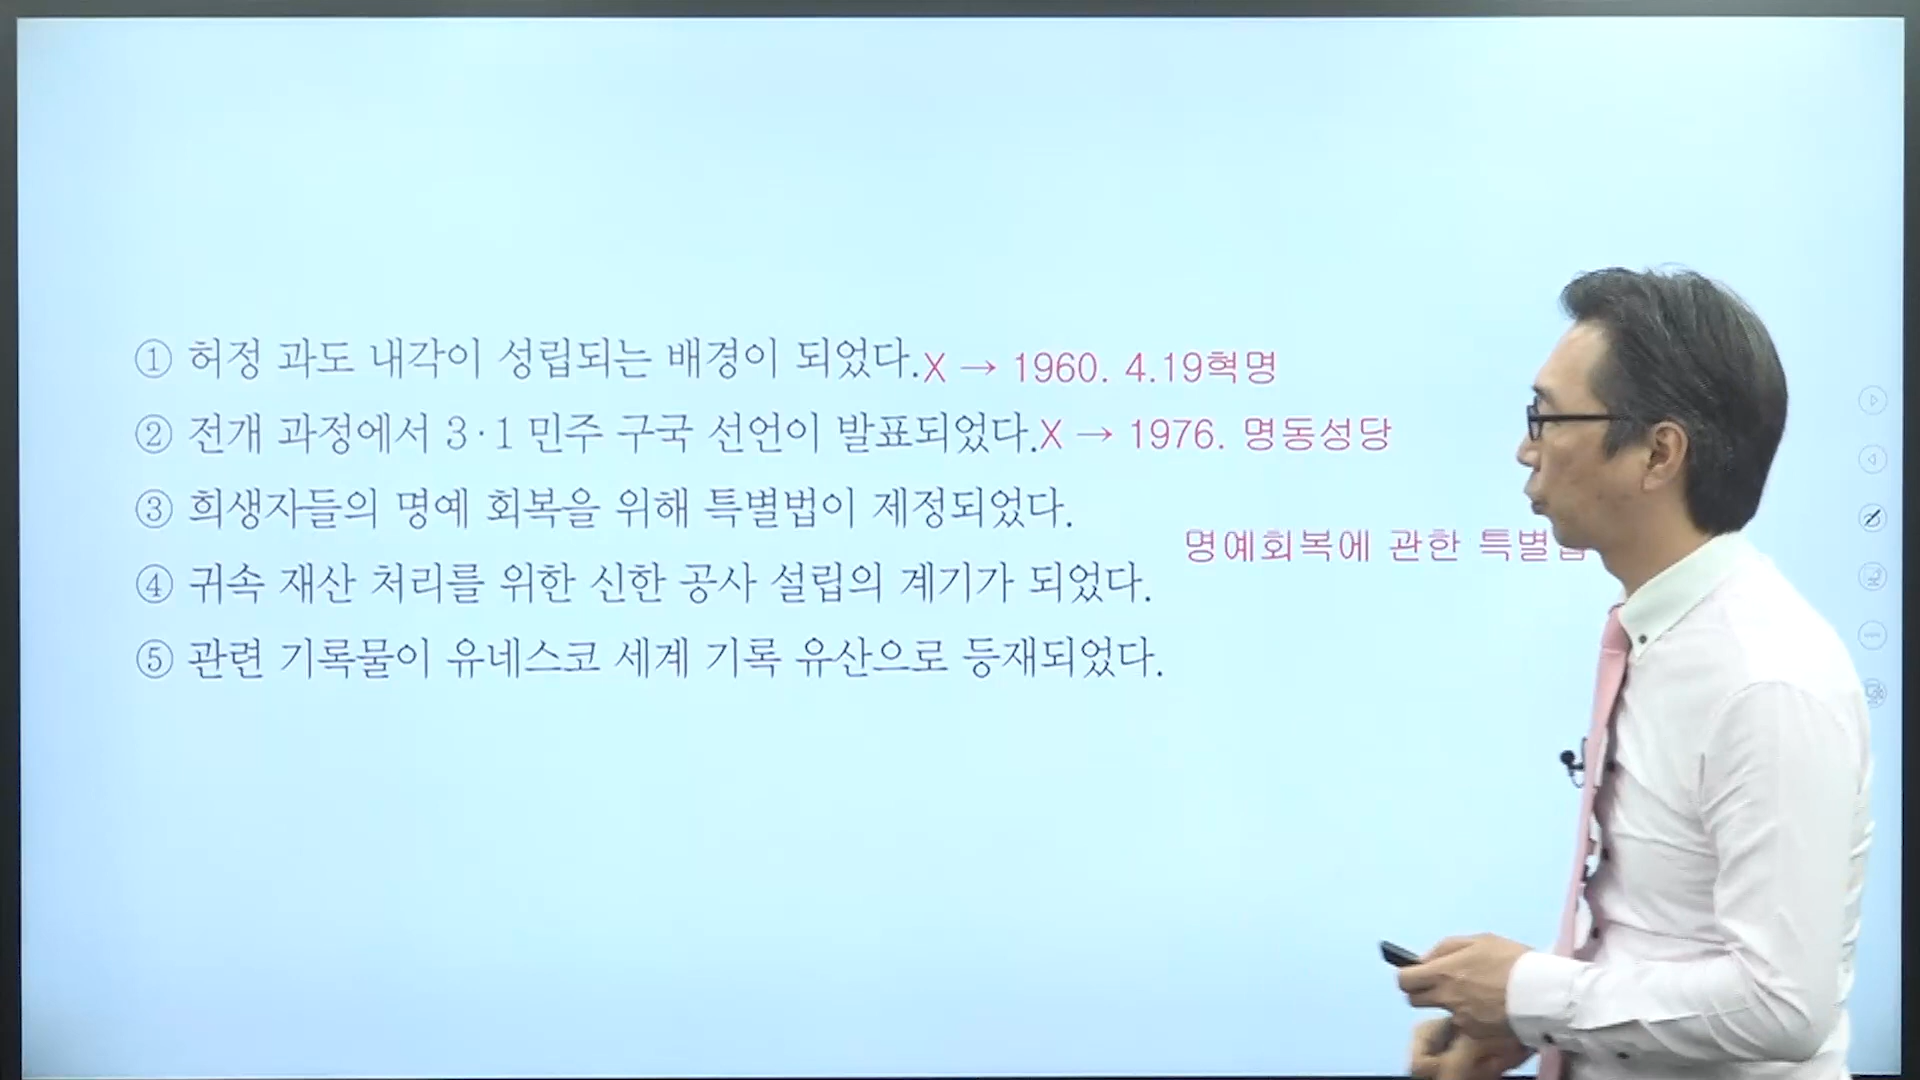 ① 허정 과도 내각이 성립되는 배경이 되었다. X → 1960. 4.19혁명
② 전개 과정에서 3·1 민주 구국 선언이 발표되었다. X → 1976. 명동성당
③ 희생자들의 명예 회복을 위해 특별법이 제정되었다.
명예회복에 관한
④ 귀속 재산 처리를 위한 신한 공사 설립의 계기가 되었다.
⑤ 관련 기록물이 유네스코 세계 기록 유산으로 등재되었다.